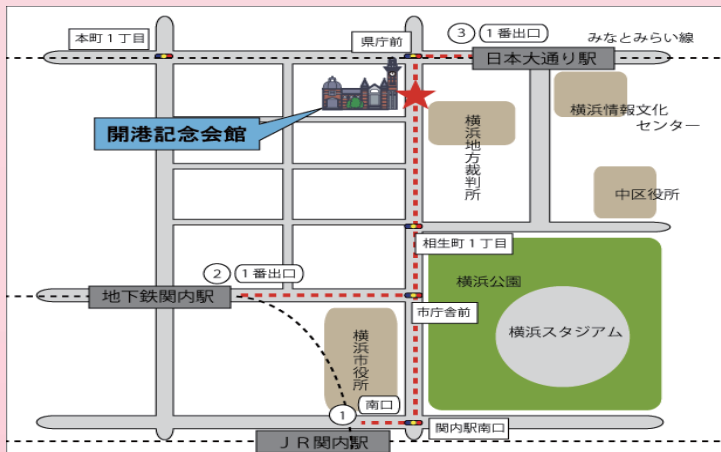 本町1丁目
県庁前
③
1番出口
みなとみらい線
日本大通り駅
開港記念会館
横浜地方裁判所
横浜情報文化
センター
中区役所
相生町1丁目
②
1番出口
地下鉄関内駅
市庁舎前
横浜公園
横浜スタジアム
横浜市役所
①
南口
関内駅南口
JR関内駅